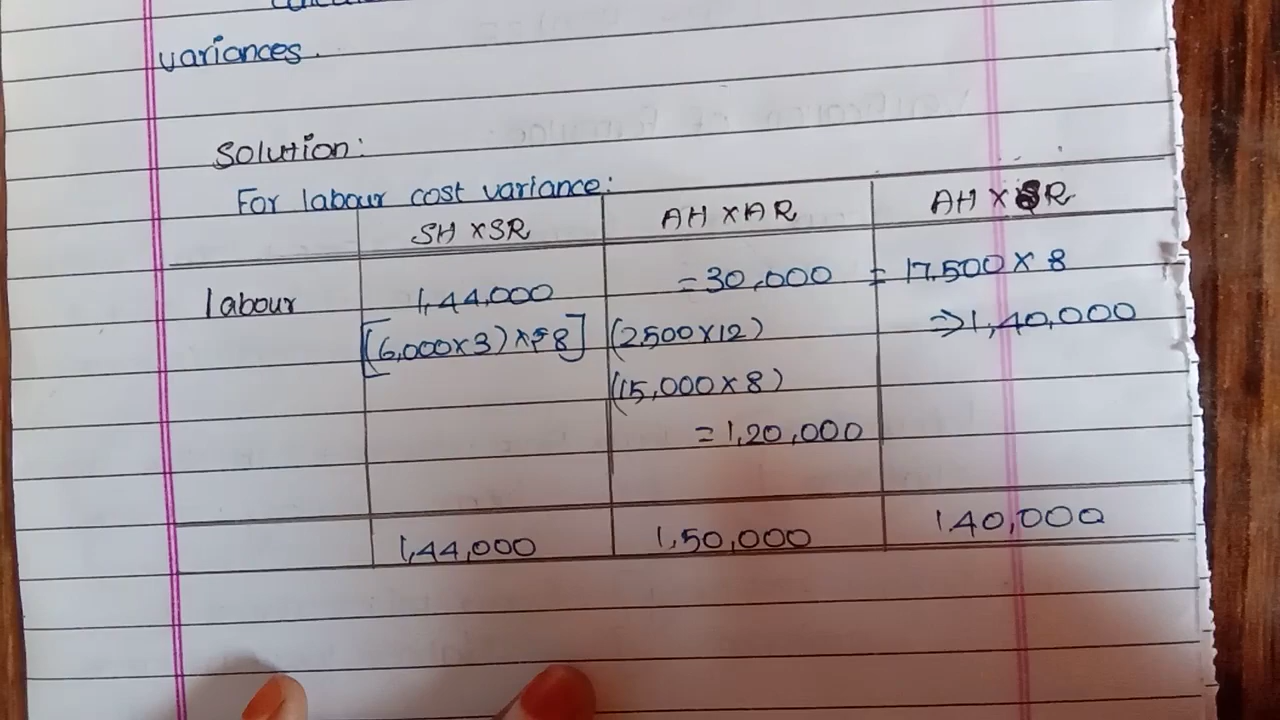 variances.
Solution:
For labour cost variance:
SH × SR AH × AR AH × SR
labour 1,44,000 = 30,000 = 17,500 × 8
[(6,000×3) × 8] (2,500×12) ⇒ 1,40,000
(15,000×8)
= 1,20,000
1,44,000 1,50,000 1,40,000